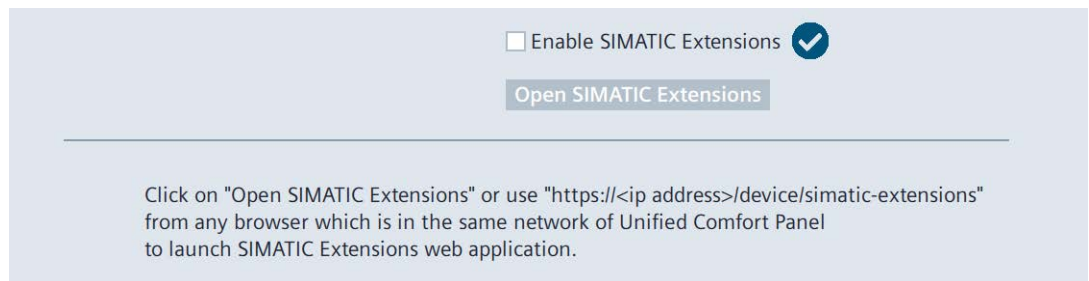 Enable SIMATIC Extensions
Open SIMATIC Extensions
Click on "Open SIMATIC Extensions" or use "https://<ip address>/device/simatic-extensions"
from any browser which is in the same network of Unified Comfort Panel
to launch SIMATIC Extensions web application.